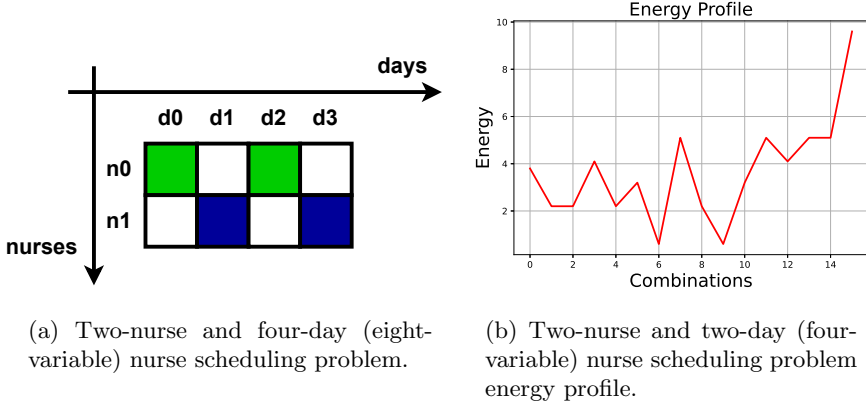 days
d0 d1 d2 d3
n0
n1
nurses
Energy Profile
10
8
6
4
2
Energy
0 2 4 6 8 10 12 14
Combinations
(a) Two-nurse and four-day (eight-
variable) nurse scheduling problem.
(b) Two-nurse and two-day (four-
variable) nurse scheduling problem
energy profile.